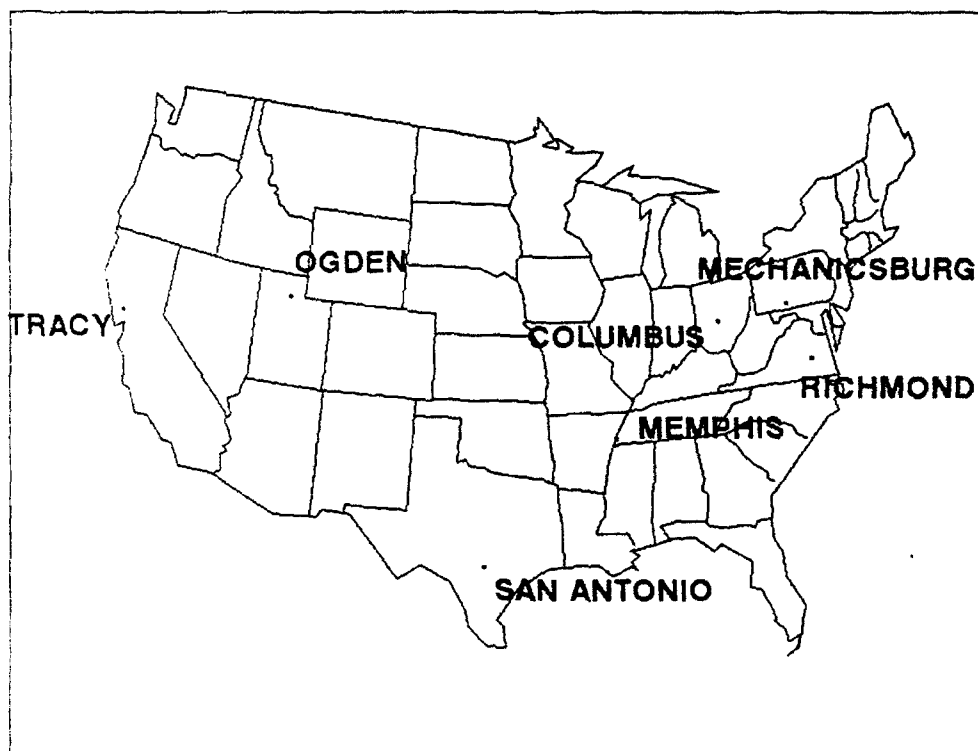 OGDEN
MECHANICSBURG
TRACY
COLUMBUS
RICHMOND
MEMPHIS
SAN ANTONIO